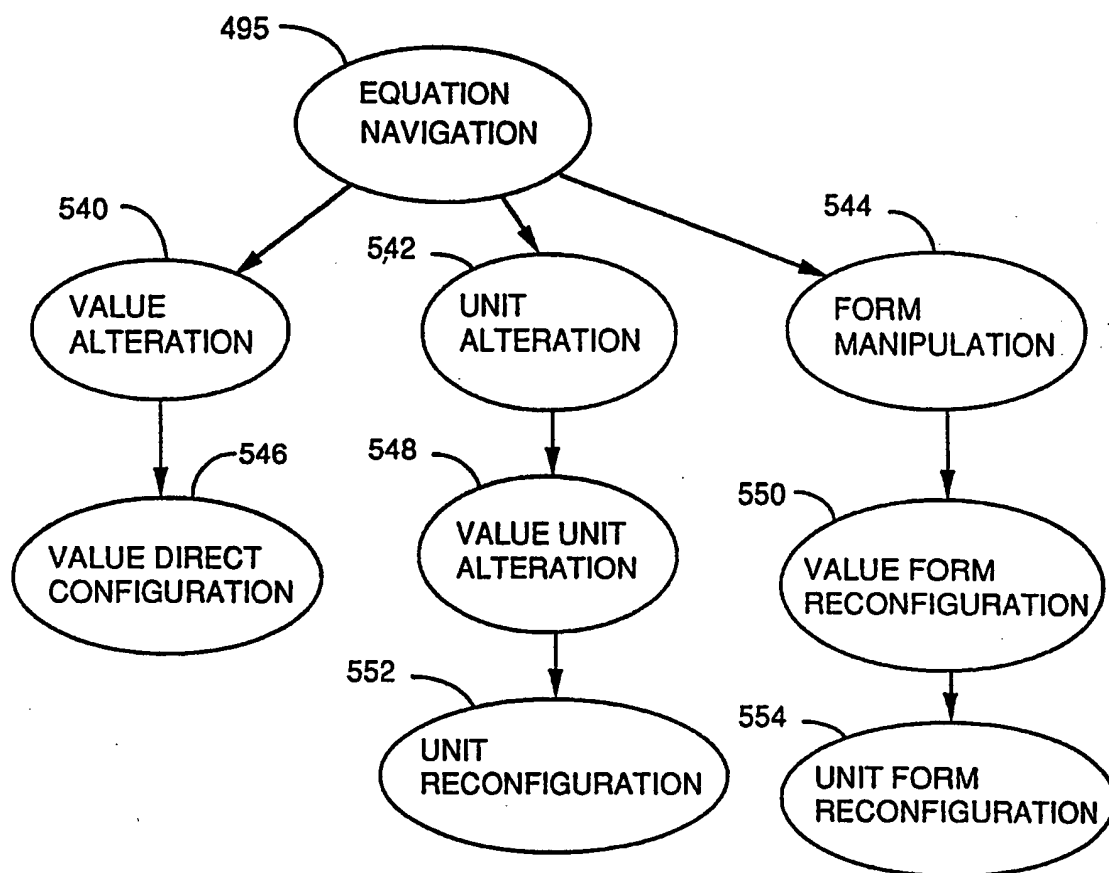 495
EQUATION
NAVIGATION
540
VALUE
ALTERATION
542
UNIT
ALTERATION
544
FORM
MANIPULATION
546
VALUE DIRECT
CONFIGURATION
548
VALUE UNIT
ALTERATION
550
VALUE FORM
RECONFIGURATION
552
UNIT
RECONFIGURATION
554
UNIT FORM
RECONFIGURATION